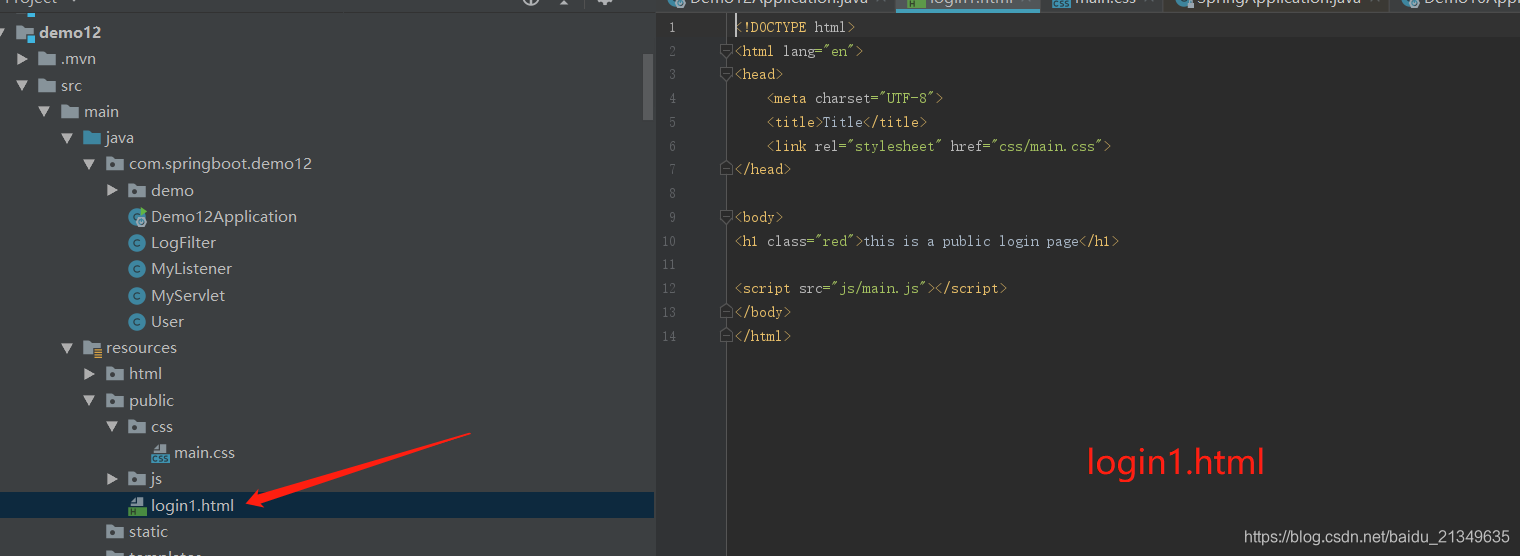 Project
demo12
.mvn
src
main
java
com.springboot.demo12
demo
Demo12Application
LogFilter
MyListener
MyServlet
User
resources
html
public
css
main.css
js
login1.html
static
templates
Demo12Application.java
login1.html
main.css
SpringApplication.java
1 <!DOCTYPE html>
2 <html lang="en">
3 <head>
4 <meta charset="UTF-8">
5 <title>Title</title>
6 <link rel="stylesheet" href="css/main.css">
7 </head>
8
9 <body>
10 <h1 class="red">this is a public login page</h1>
11
12 <script src="js/main.js"></script>
13 </body>
14 </html>
login1.html
https://blog.csdn.net/baidu_21349635